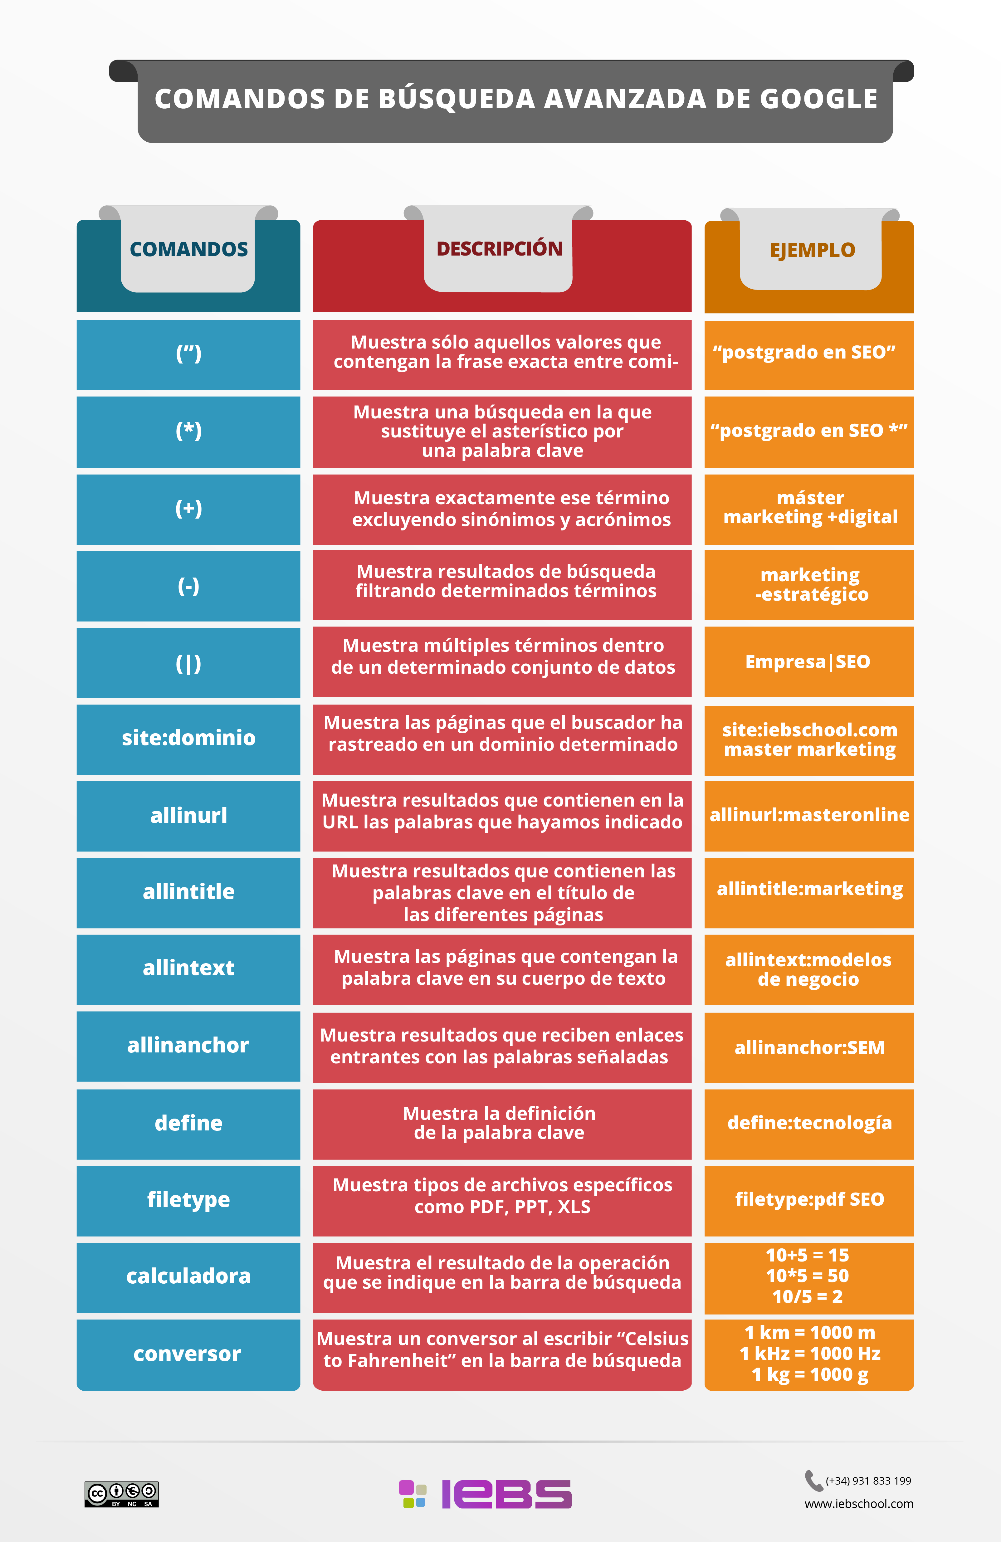 COMANDOS DE BÚSQUEDA AVANZADA DE GOOGLE
COMANDOS
DESCRIPCIÓN
EJEMPLO
(”)
Muestra sólo aquellos valores que
contengan la frase exacta entre comi-
“postgrado en SEO”
(*)
Muestra una búsqueda en la que
sustituye el asterístico por
una palabra clave
“postgrado en SEO *”
(+)
Muestra exactamente ese término
excluyendo sinónimos y acrónimos
máster
marketing +digital
(-)
Muestra resultados de búsqueda
filtrando determinados términos
marketing
-estratégico
(|)
Muestra múltiples términos dentro
de un determinado conjunto de datos
Empresa|SEO
site:dominio
Muestra las páginas que el buscador ha
rastreado en un dominio determinado
site:iebschool.com
master marketing
allinurl
Muestra resultados que contienen en la
URL las palabras que hayamos indicado
allinurl:masteronline
allintitle
Muestra resultados que contienen las
palabras clave en el título de
las diferentes páginas
allintitle:marketing
allintext
Muestra las páginas que contengan la
palabra clave en su cuerpo de texto
allintext:modelos
de negocio
allinanchor
Muestra resultados que reciben enlaces
entrantes con las palabras señaladas
allinanchor:SEM
define
Muestra la definición
de la palabra clave
define:tecnología
filetype
Muestra tipos de archivos específicos
como PDF, PPT, XLS
filetype:pdf SEO
calculadora
Muestra el resultado de la operación
que se indique en la barra de búsqueda
10+5 = 15
10*5 = 50
10/5 = 2
conversor
Muestra un conversor al escribir “Celsius
to Fahrenheit” en la barra de búsqueda
1 km = 1000 m
1 kHz = 1000 Hz
1 kg = 1000 g
cc
BY NC SA
IEBS
(+34) 931 833 199
www.iebschool.com